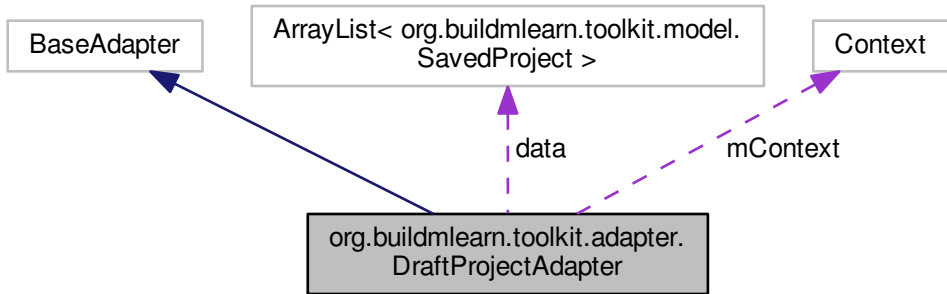 BaseAdapter
ArrayList< org.buildmlearn.toolkit.model.
SavedProject >
Context
data
mContext
org.buildmlearn.toolkit.adapter.
DraftProjectAdapter